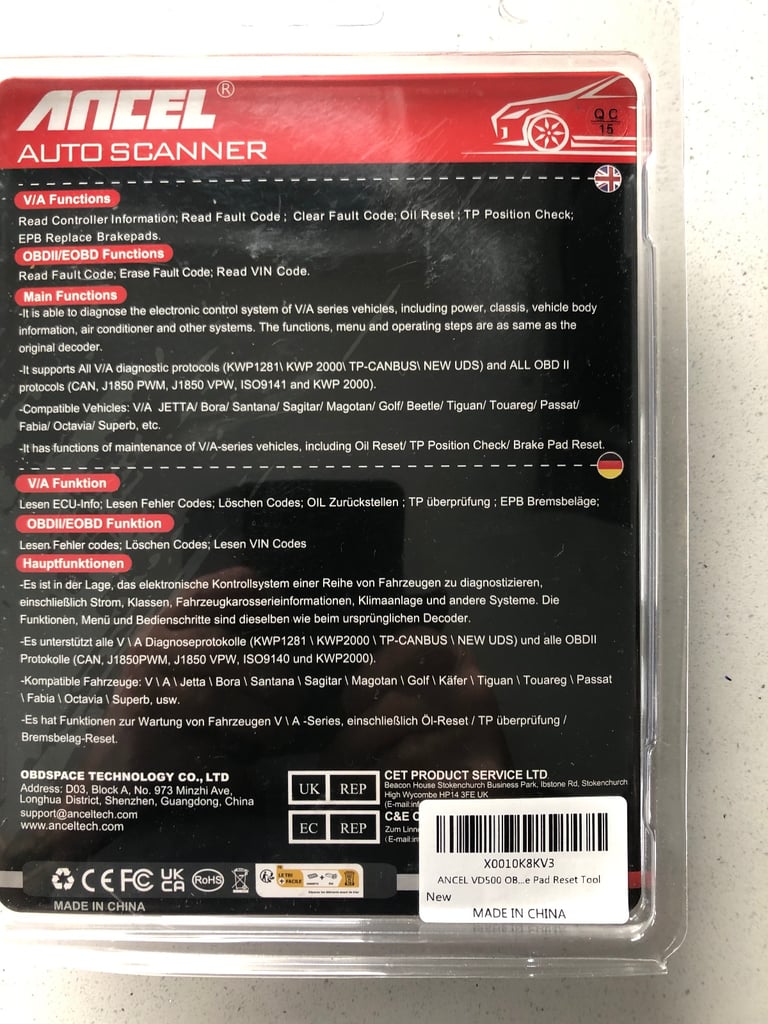 ANCEL®
AUTO SCANNER
QC
15
V/A Functions
Read Controller Information; Read Fault Code ; Clear Fault Code; Oil Reset ; TP Position Check;
EPB Replace Brakepads.
OBDII/EOBD Functions
Read Fault Code; Erase Fault Code; Read VIN Code.
Main Functions
-It is able to diagnose the electronic control system of V/A series vehicles, including power, classis, vehicle body
information, air conditioner and other systems. The functions, menu and operating steps are as same as the
original decoder.
-It supports All V/A diagnostic protocols (KWP1281\ KWP 2000\ TP-CANBUS\ NEW UDS) and ALL OBD II
protocols (CAN, J1850 PWM, J1850 VPW, ISO9141 and KWP 2000).
-Compatible Vehicles: V/A JETTA/ Bora/ Santana/ Sagitar/ Magotan/ Golf/ Beetle/ Tiguan/ Touareg/ Passat/
Fabia/ Octavia/ Superb, etc.
-It has functions of maintenance of V/A-series vehicles, including Oil Reset/ TP Position Check/ Brake Pad Reset.
V/A Funktion
Lesen ECU-Info; Lesen Fehler Codes; Löschen Codes; OIL Zurückstellen ; TP überprüfung ; EPB Bremsbeläge;
OBDII/EOBD Funktion
Lesen Fehler codes; Löschen Codes; Lesen VIN Codes
Hauptfunktionen
-Es ist in der Lage, das elektronische Kontrollsystem einer Reihe von Fahrzeugen zu diagnostizieren,
einschließlich Strom, Klassen, Fahrzeugkarosserieinformationen, Klimaanlage und andere Systeme. Die
Funktionen, Menü und Bedienschritte sind dieselben wie beim ursprünglichen Decoder.
-Es unterstützt alle V \ A Diagnoseprotokolle (KWP1281 \ KWP2000 \ TP-CANBUS \ NEW UDS) und alle OBDII
Protokolle (CAN, J1850PWM, J1850 VPW, ISO9140 und KWP2000).
-Kompatible Fahrzeuge: V \ A \ Jetta \ Bora \ Santana \ Sagitar \ Magotan \ Golf \ Käfer \ Tiguan \ Touareg \ Passat
\ Fabia \ Octavia \ Superb, usw.
-Es hat Funktionen zur Wartung von Fahrzeugen V \ A -Series, einschließlich Öl-Reset / TP überprüfung /
Bremsbelag-Reset.
OBDSPACE TECHNOLOGY CO., LTD
Address: D03, Block A, No. 973 Minzhi Ave,
Longhua District, Shenzhen, Guangdong, China
support@anceltech.com
www.anceltech.com
UK REP
CET PRODUCT SERVICE LTD
Beacon House Stokenchurch Business Park, Ibstone Rd, Stokenchurch
High Wycombe HP14 3FE UK
(E-mail:in
EC REP
C&E C
Zum Linne
(E-mail:in
CE FC UK CA RoHS
LE TRI + FACILE
MADE IN CHINA
X0010K8KV3
ANCEL VD500 OB...e Pad Reset Tool
New
MADE IN CHINA